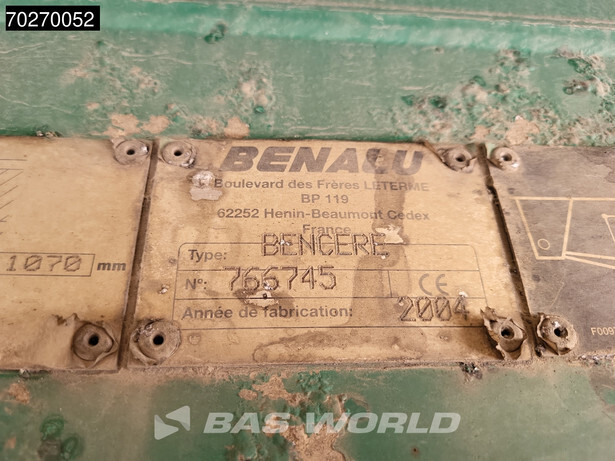 70270052
BENALU
Boulevard des Frères LETERME
BP 119
62252 Henin-Beaumont Cedex
France
Type: BENCERE
N°: 766745
CE
Année de fabrication: 2004
1070 mm
F009
BAS WORLD